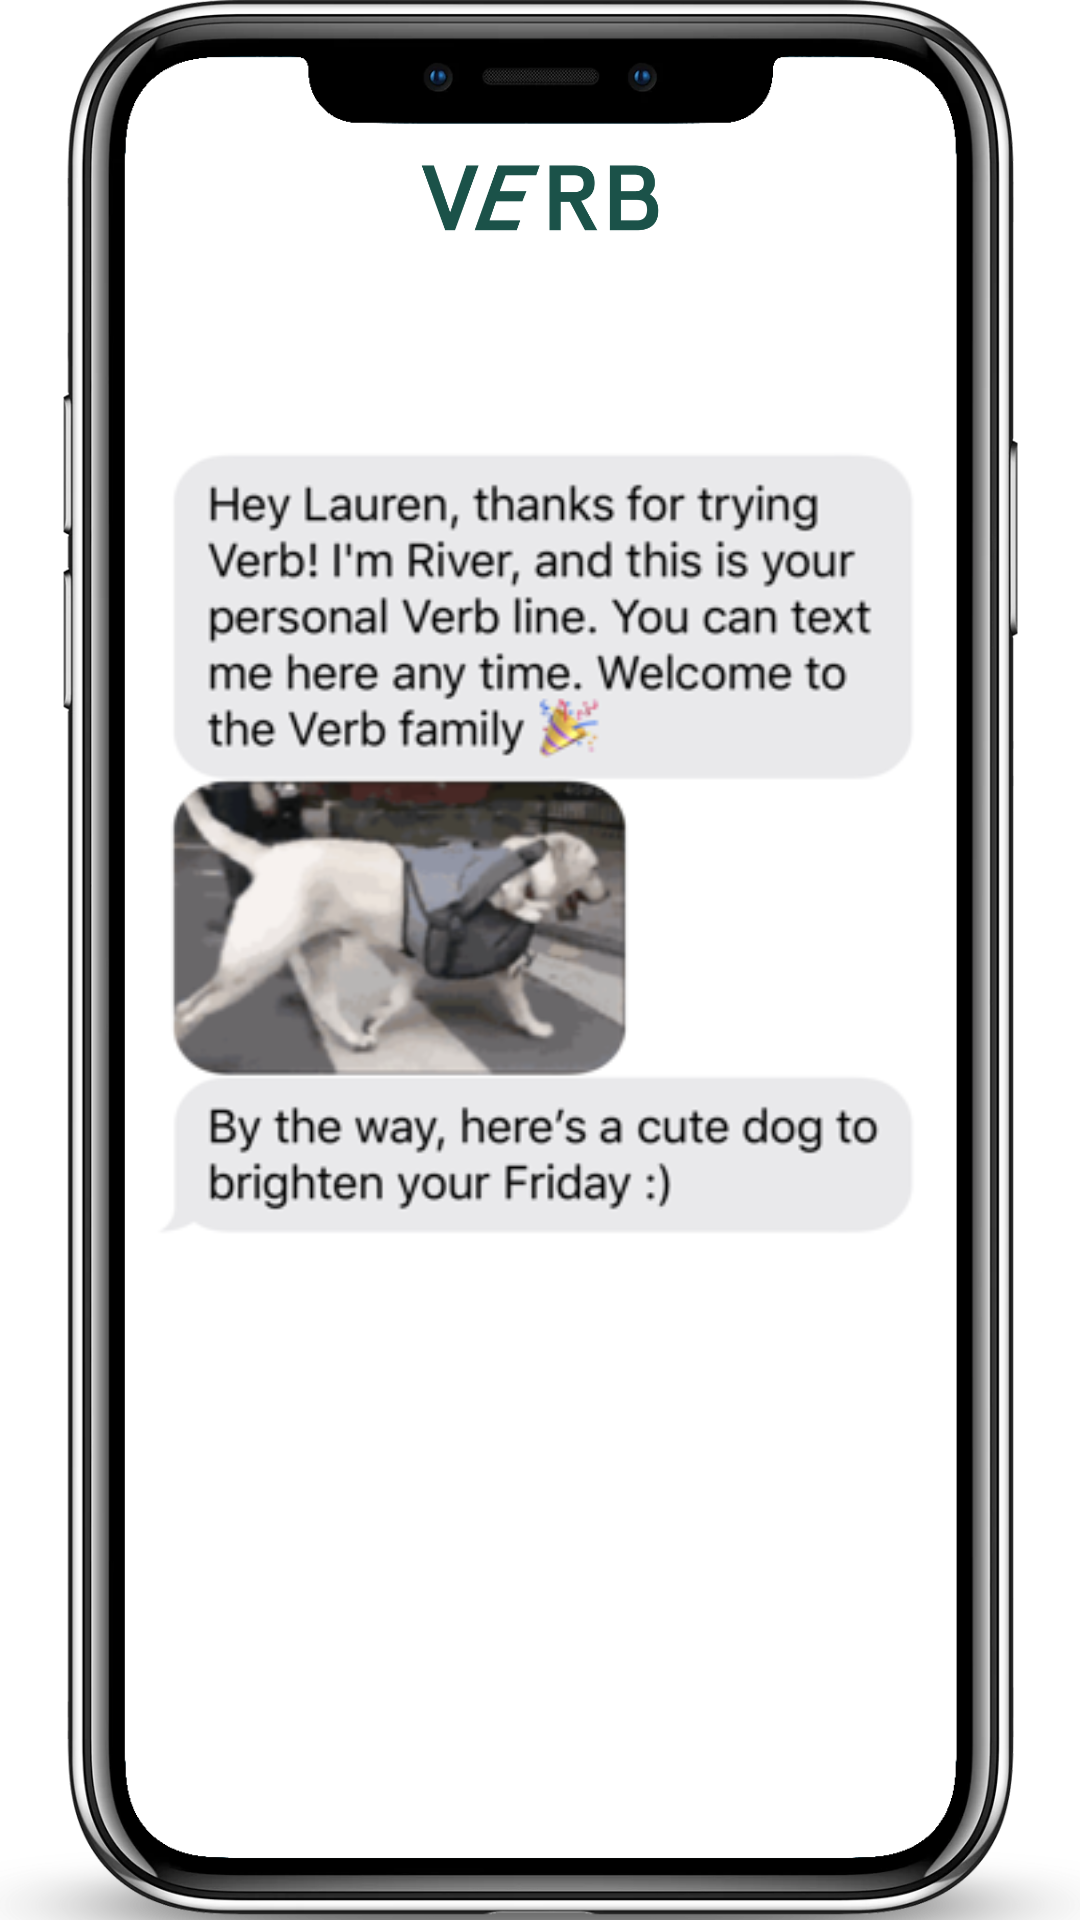 VERB
Hey Lauren, thanks for trying
Verb! I'm River, and this is your
personal Verb line. You can text
me here any time. Welcome to
the Verb family 🎉
By the way, here’s a cute dog to
brighten your Friday :)